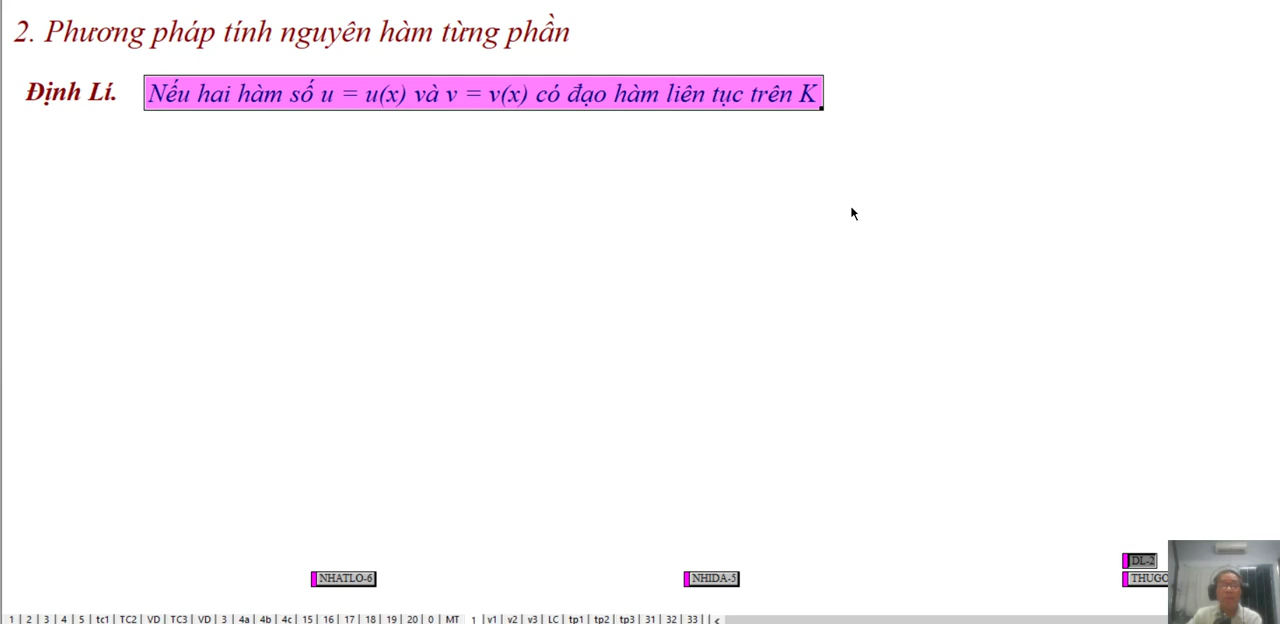 2. Phương pháp tính nguyên hàm từng phần
Định Lí. Nếu hai hàm số u = u(x) và v = v(x) có đạo hàm liên tục trên K
DL-2
NHATLO-6 NHIDA-5 THUGO
1 | 2 | 3 | 4 | 5 | tc1 | TC2 | VD | TC3 | VD | 3 | 4a | 4b | 4c | 15 | 16 | 17 | 18 | 19 | 20 | 0 | MT 1 | v1 | v2 | v3 | LC | tp1 | tp2 | tp3 | 31 | 32 | 33 | | <